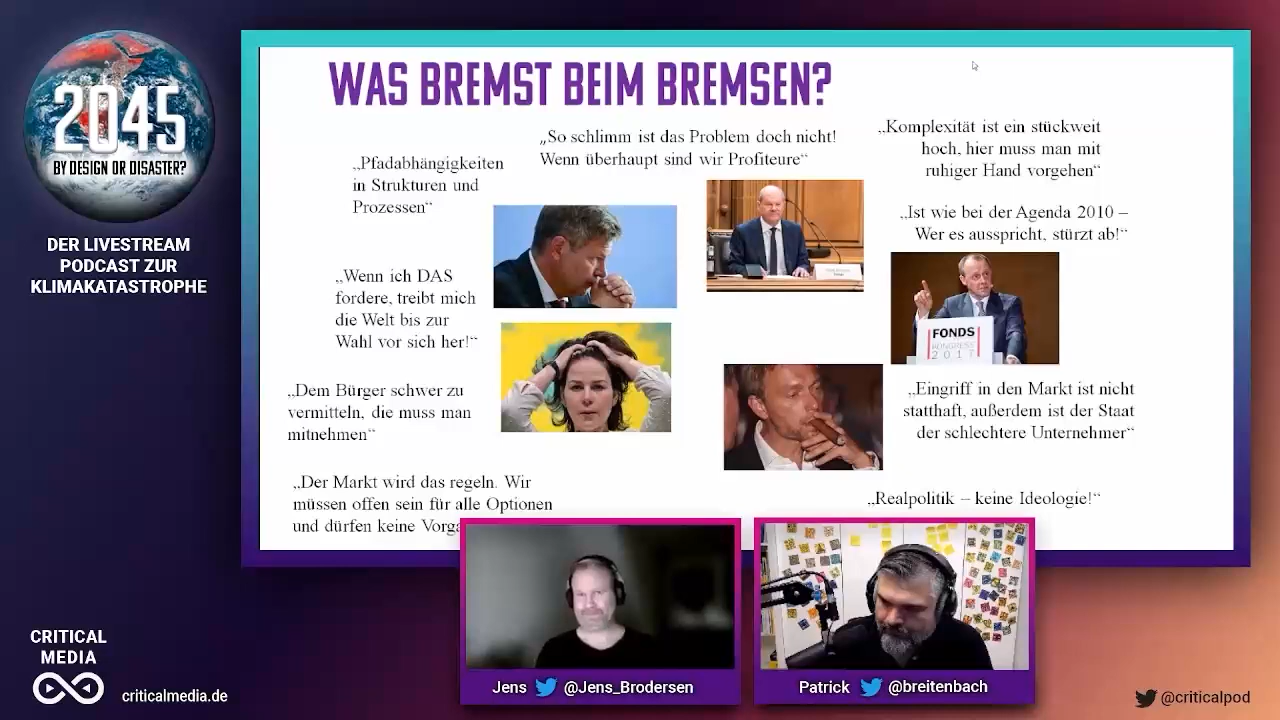 2045
BY DESIGN OR DISASTER?
DER LIVESTREAM
PODCAST ZUR
KLIMAKATASTROPHE
WAS BREMST BEIM BREMSEN?
„So schlimm ist das Problem doch nicht!
Wenn überhaupt sind wir Profiteure“
„Komplexität ist ein stückweit
hoch, hier muss man mit
ruhiger Hand vorgehen“
„Pfadabhängigkeiten
in Strukturen und
Prozessen“
„Ist wie bei der Agenda 2010 –
Wer es ausspricht, stürzt ab!“
„Wenn ich DAS
fordere, treibt mich
die Welt bis zur
Wahl vor sich her!“
FONDS
KONGRESS
2017
„Dem Bürger schwer zu
vermitteln, die muss man
mitnehmen“
„Eingriff in den Markt ist nicht
statthaft, außerdem ist der Staat
der schlechtere Unternehmer“
„Der Markt wird das regeln. Wir
müssen offen sein für alle Optionen
und dürfen keine
„Realpolitik – keine Ideologie!“
Jens @Jens_Brodersen
Patrick @breitenbach
CRITICAL
MEDIA
criticalmedia.de
@criticalpod